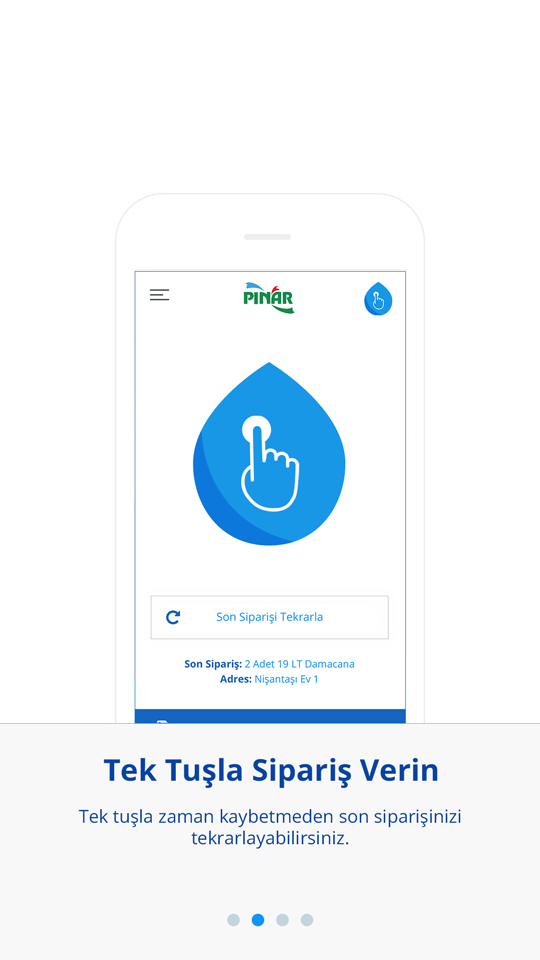 PINAR
Son Siparişi Tekrarla
Son Sipariş: 2 Adet 19 LT Damacana
Adres: Nişantaşı Ev 1
Tek Tuşla Sipariş Verin
Tek tuşla zaman kaybetmeden son siparişinizi
tekrarlayabilirsiniz.